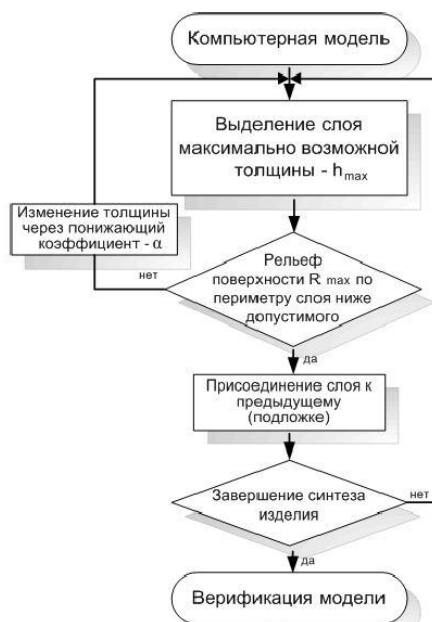 Компьютерная модель
Выделение слоя
максимально возможной
толщины - hmax
Изменение толщины
через понижающий
коэффициент - α
нет
Рельеф
поверхности R max по
периметру слоя ниже
допустимого
да
Присоединение слоя к
предыдущему
(подложке)
Завершение синтеза
изделия
нет
да
Верификация модели